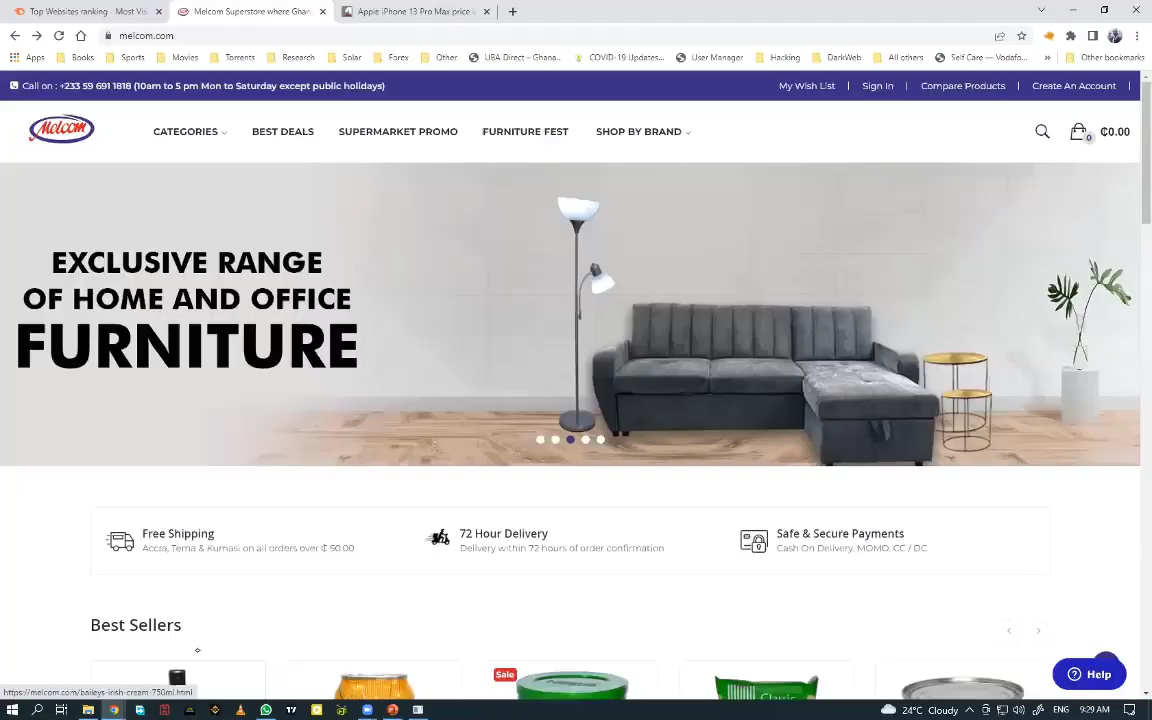 Top Websites ranking - Most Vis
Melcom Superstore where Ghan
Apple iPhone 13 Pro Max price i
melcom.com
Apps
Books
Sports
Movies
Torrents
Research
Solar
Forex
Other
UBA Direct – Ghana...
COVID-19 Updates...
User Manager
Hacking
DarkWeb
All others
Self Care — Vodafo...
Other bookmarks
Call on : +233 59 691 1818 (10am to 5 pm Mon to Saturday except public holidays)
My Wish List
Sign In
Compare Products
Create An Account
Melcom
CATEGORIES
BEST DEALS
SUPERMARKET PROMO
FURNITURE FEST
SHOP BY BRAND
0
₵0.00
EXCLUSIVE RANGE
OF HOME AND OFFICE
FURNITURE
Free Shipping
Accra, Tema & Kumasi on all orders over ₵ 50.00
72 Hour Delivery
Delivery within 72 hours of order confirmation
Safe & Secure Payments
Cash On Delivery, MOMO, CC / DC
Best Sellers
Sale
Classic
Help
https://melcom.com/baileys-irish-cream-750ml.html
24°C Cloudy
ENG
9:29 AM